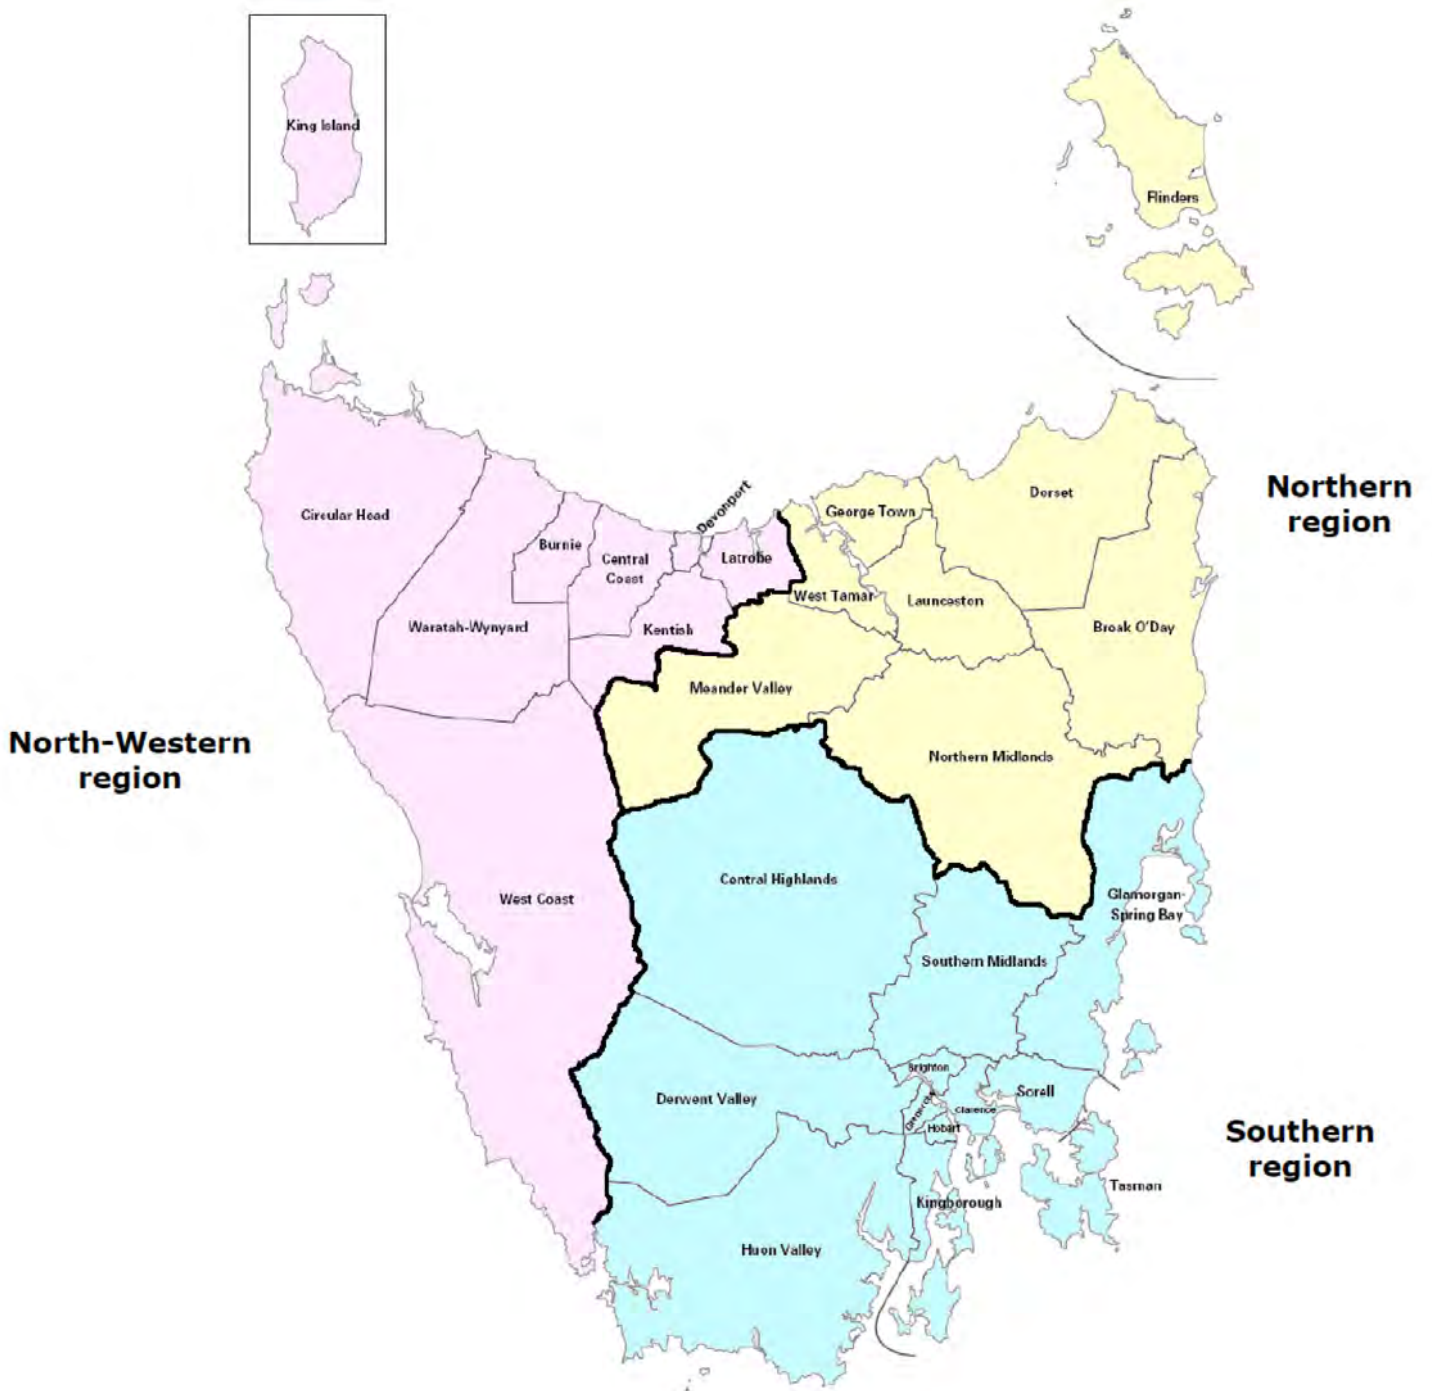 King Island
Flinders
Northern
region
Dorset
George Town
Devonport
Circular Head
Burnie
Central
Coast
Latrobe
West Tamar
Launceston
Waratah-Wynyard
Kentish
Break O'Day
Meander Valley
North-Western
region
Northern Midlands
Central Highlands
West Coast
Glamorgan-
Spring Bay
Southern Midlands
Brighton
Derwent Valley
Sorell
Clarence
Hobart
Southern
region
Tasman
Kingborough
Huon Valley